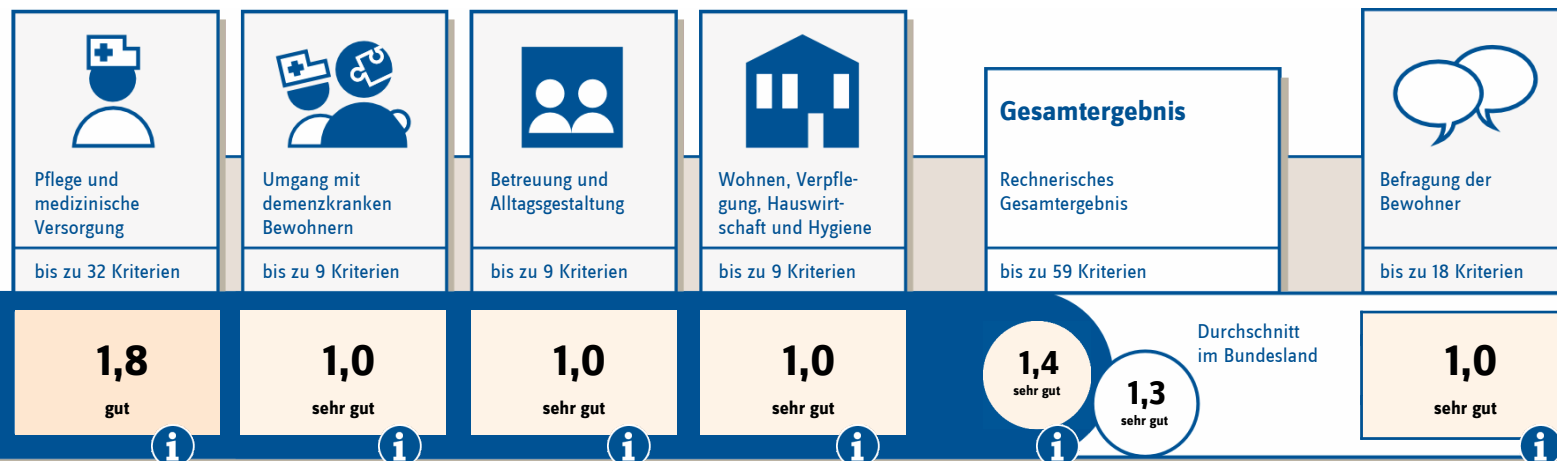 Pflege und
medizinische
Versorgung
bis zu 32 Kriterien
1,8
gut
i
Umgang mit
demenzkranken
Bewohnern
bis zu 9 Kriterien
1,0
sehr gut
i
Betreuung und
Alltagsgestaltung
bis zu 9 Kriterien
1,0
sehr gut
i
Wohnen, Verpfle-
gung, Hauswirt-
schaft und Hygiene
bis zu 9 Kriterien
1,0
sehr gut
i
Gesamtergebnis
Rechnerisches
Gesamtergebnis
bis zu 59 Kriterien
1,4
sehr gut
i
Durchschnitt
im Bundesland
1,3
sehr gut
Befragung der
Bewohner
bis zu 18 Kriterien
1,0
sehr gut
i